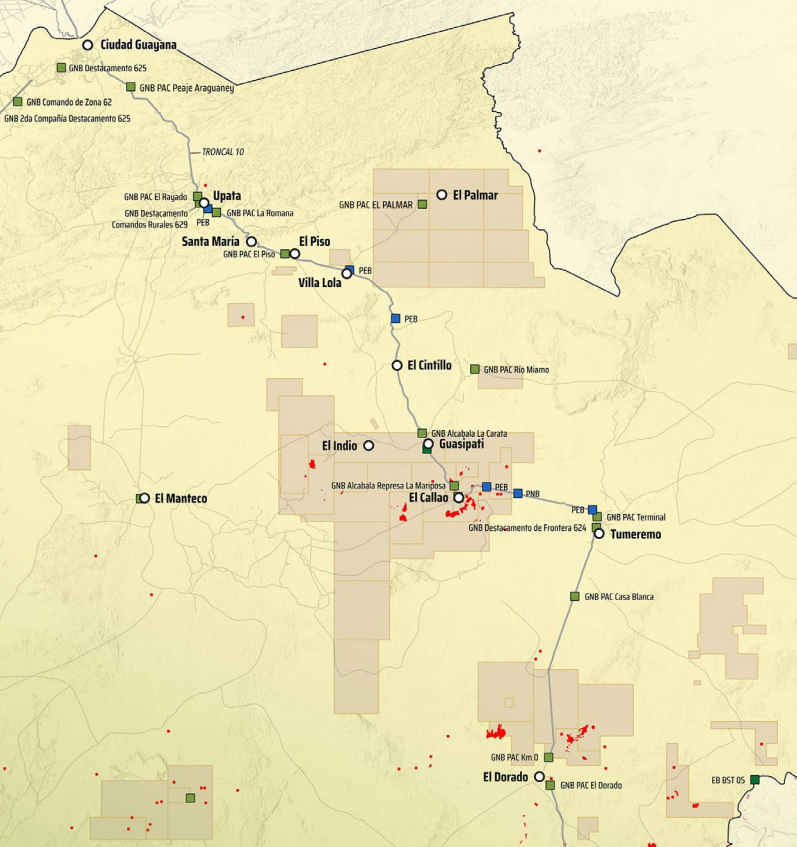 Ciudad Guayana
GNB Destacamento 625
GNB PAC Peaje Araguaney
GNB Comando de Zona 62
GNB 2da Compañía Destacamento 625
TRONCAL 10
GNB PAC El Rayado
Upata
El Palmar
GNB PAC EL PALMAR
GNB Destacamento
Comandos Rurales 629
PEB
GNB PAC La Romana
Santa María
El Piso
GNB PAC El Piso
PEB
Villa Lola
PEB
El Cintillo
GNB PAC Río Miamo
GNB Alcabala La Carata
El Indio
Guasipati
GNB Alcabala Represa La Mariposa
PEB
PNB
El Manteco
El Callao
PEB
GNB PAC Terminal
GNB Destacamento de Frontera 624
Tumeremo
GNB PAC Casa Blanca
GNB PAC Km 0
El Dorado
GNB PAC El Dorado
EB BST 05